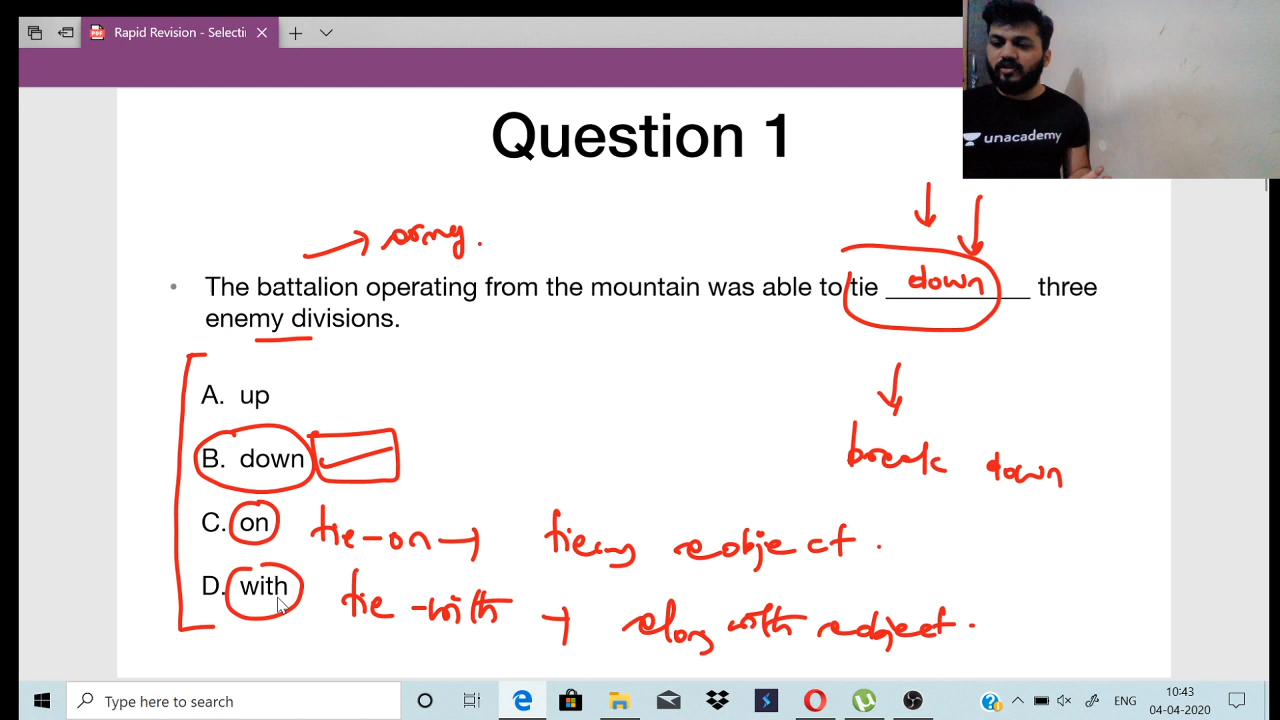 Rapid Revision - Selecti
Question 1
unacademy
→ army.
The battalion operating from the mountain was able to tie down three
enemy divisions.
A. up
B. down
break down
C. on tie-on → tieing object.
D. with tie-with → along with object.
Type here to search
ENG
10:43
04-04-2020